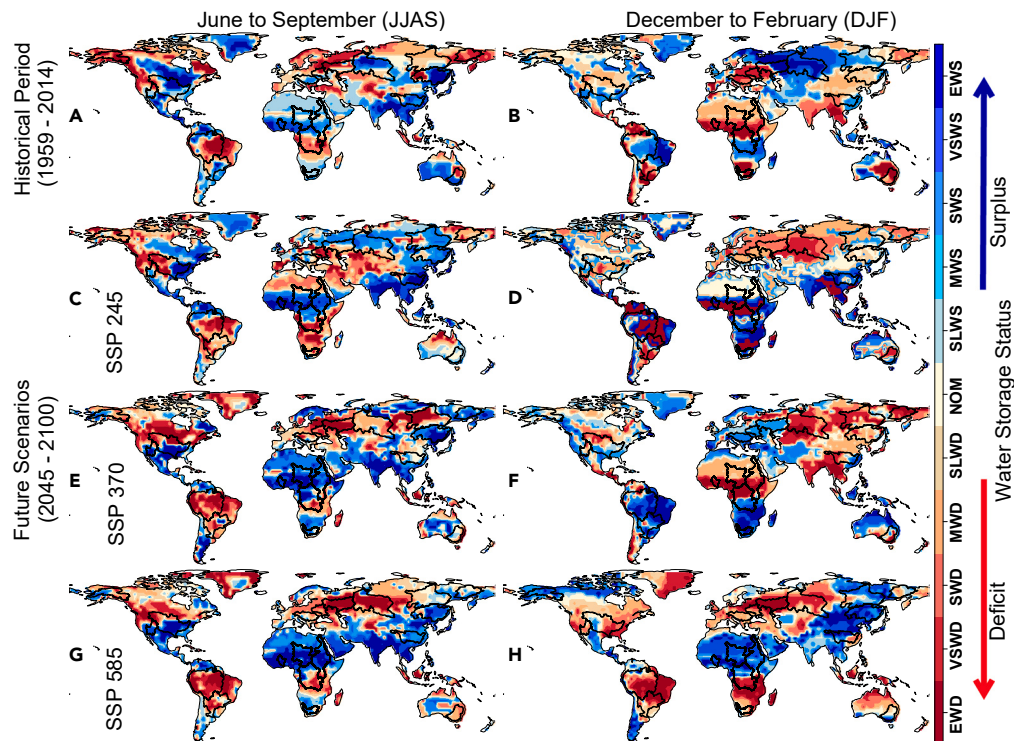 June to September (JJAS)
December to February (DJF)
Historical Period
(1959 - 2014)
A
B
C
SSP 245
D
Future Scenarios
(2045 - 2100)
E
SSP 370
F
G
SSP 585
H
EWS
VSWS
SWS
MWS
SLWS
NOM
SLWD
MWD
SWD
VSWD
EWD
Surplus
Water Storage Status
Deficit